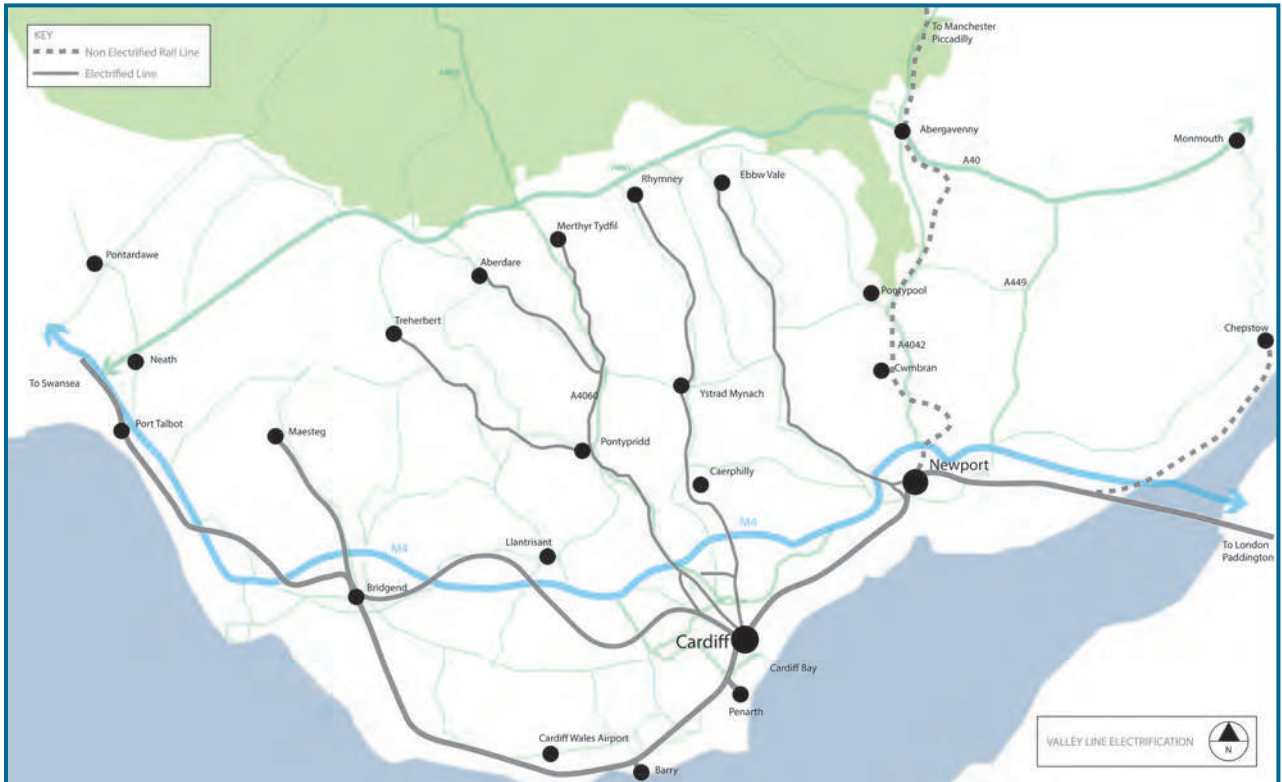 KEY
Non Electrified Rail Line
Electrified Line
To Manchester
Piccadilly
Abergavenny
Monmouth
A40
Rhymney
Ebbw Vale
Merthyr Tydfil
Pontardawe
Aberdare
A449
Pontypool
Treherbert
Chepstow
A4042
Neath
Cwmbran
To Swansea
A4060
Ystrad Mynach
Port Talbot
Maesteg
Pontypridd
Newport
Caerphilly
M4
M4
Llantrisant
To London
Paddington
Bridgend
Cardiff
Cardiff Bay
Penarth
Cardiff Wales Airport
VALLEY LINE ELECTRIFICATION
N
Barry